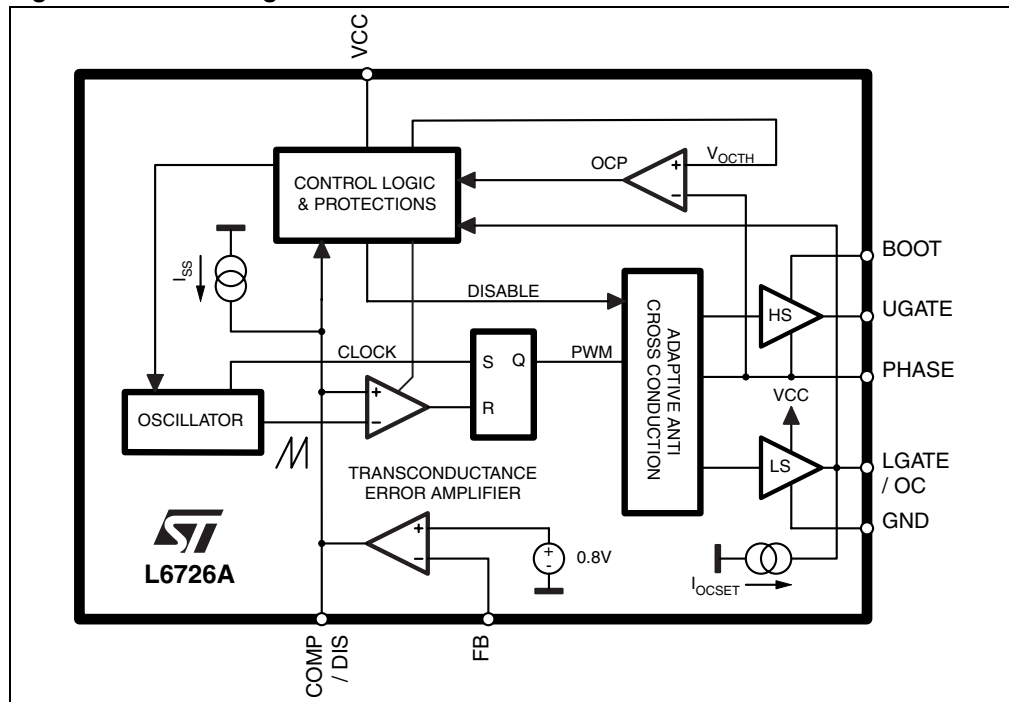 VCC
CONTROL LOGIC
& PROTECTIONS
OCP
+
−
VOCTH
ISS
DISABLE
CLOCK
OSCILLATOR
+
−
S
Q
R
PWM
ADAPTIVE ANTI
CROSS CONDUCTION
HS
BOOT
UGATE
PHASE
VCC
LS
LGATE
/ OC
GND
TRANSCONDUCTANCE
ERROR AMPLIFIER
+
−
+
-
0.8V
IOCSET
ST
L6726A
COMP
/ DIS
FB